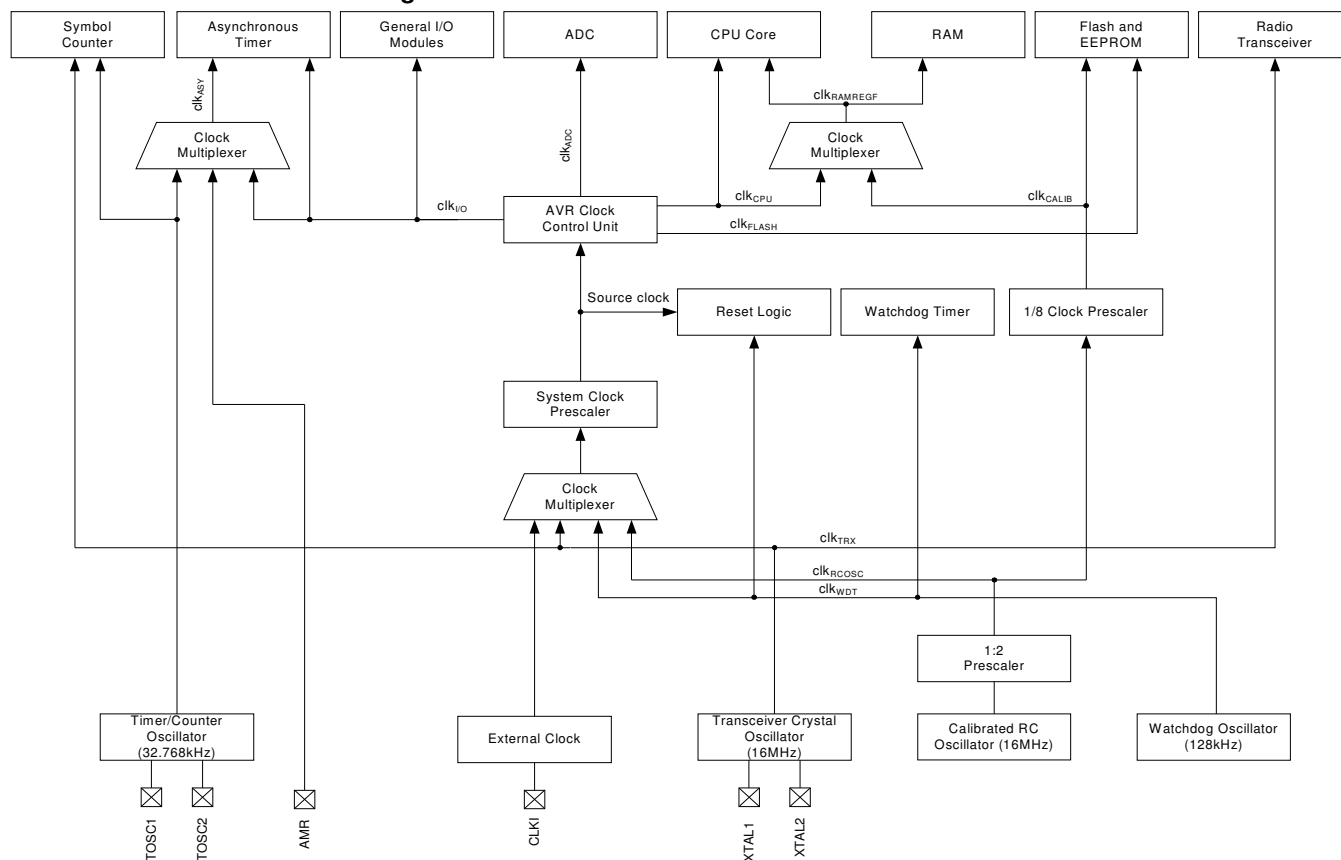 Symbol
Counter
Asynchronous
Timer
General I/O
Modules
ADC
CPU Core
RAM
Flash and
EEPROM
Radio
Transceiver
clkASY
clkADC
clkRAMREGF
Clock
Multiplexer
Clock
Multiplexer
clkI/O
AVR Clock
Control Unit
clkCPU
clkFLASH
clkCALIB
Source clock
Reset Logic
Watchdog Timer
1/8 Clock Prescaler
System Clock
Prescaler
Clock
Multiplexer
clkTRX
clkRCOSC
clkWDT
1:2
Prescaler
Timer/Counter
Oscillator
(32.768kHz)
External Clock
Transceiver Crystal
Oscillator
(16MHz)
Calibrated RC
Oscillator (16MHz)
Watchdog Oscillator
(128kHz)
TOSC1
TOSC2
AMR
CLKI
XTAL1
XTAL2